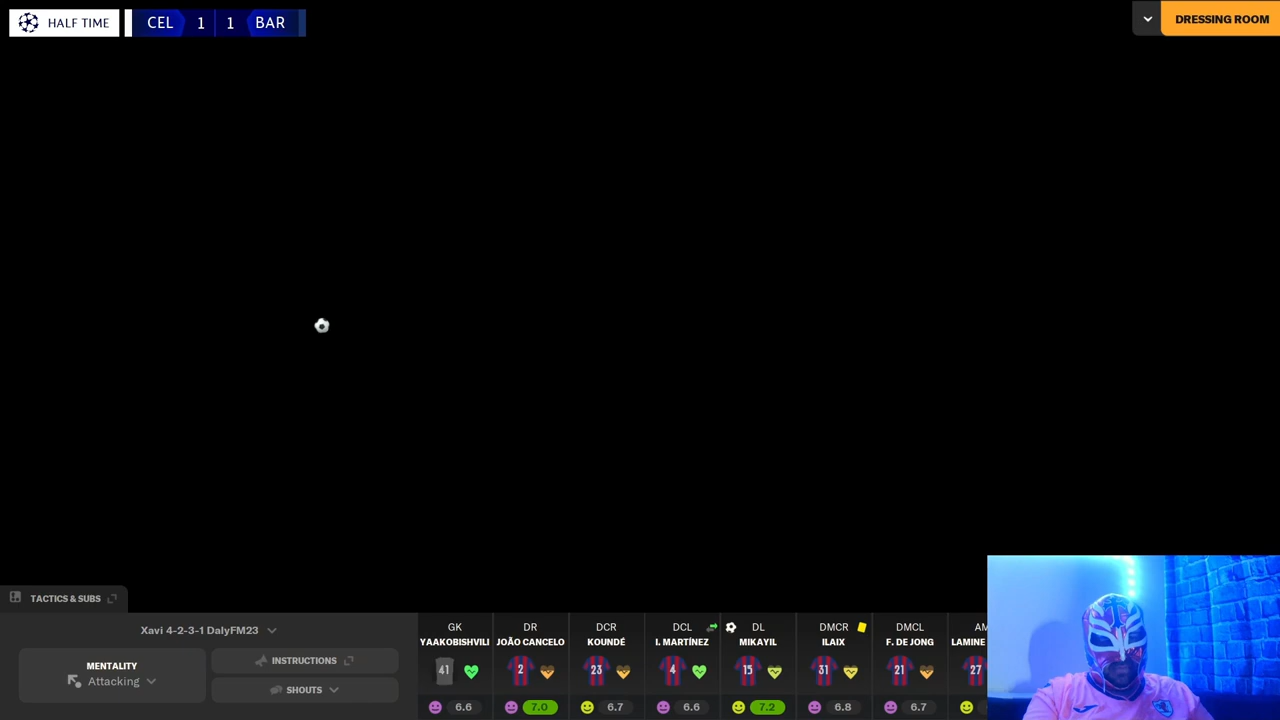 HALF TIME CEL 1 1 BAR
DRESSING ROOM
TACTICS & SUBS
Xavi 4-2-3-1 DalyFM23
MENTALITY
Attacking
INSTRUCTIONS
SHOUTS
GK DR DCR DCL DL DMCR DMCL AM
YAAKOBISHVILI JOÃO CANCELO KOUNDÉ I. MARTÍNEZ MIKAYIL ILAIX F. DE JONG LAMINE
41 2 23 4 15 31 21 27
6.6 7.0 6.7 6.6 7.2 6.8 6.7